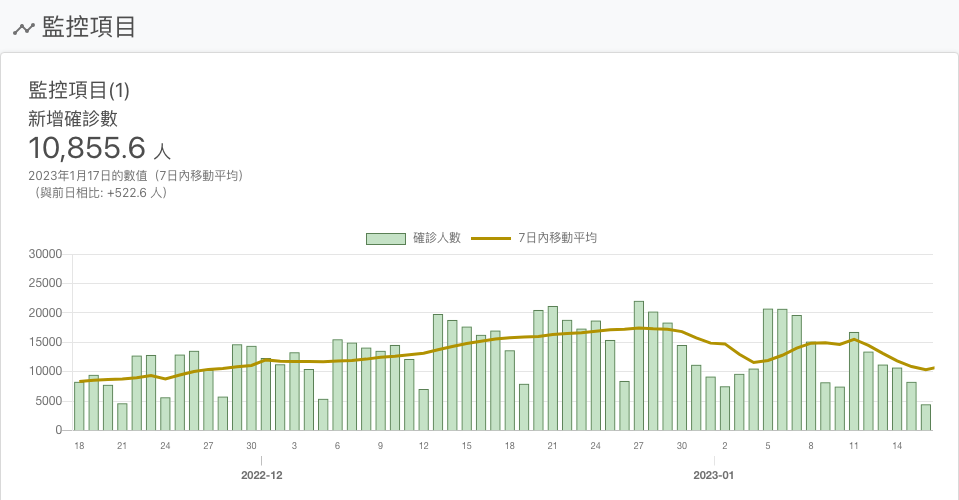 監控項目
監控項目(1)
新增確診數
10,855.6 人
2023年1月17日的數值（7日內移動平均）
（與前日相比: +522.6 人）
確診人數 7日內移動平均
30000
25000
20000
15000
10000
5000
0
18 21 24 27 30 3 6 9 12 15 18 21 24 27 30 2 5 8 11 14
2022-12 2023-01